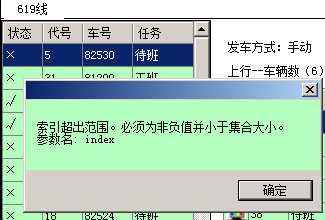 619线
状态 代号 车号 任务
× 5 82530 待班
发车方式：手动
上行--车辆数（6）
索引超出范围。必须为非负值并小于集合大小。
参数名: index
确定
18 82524 待班
38 待班